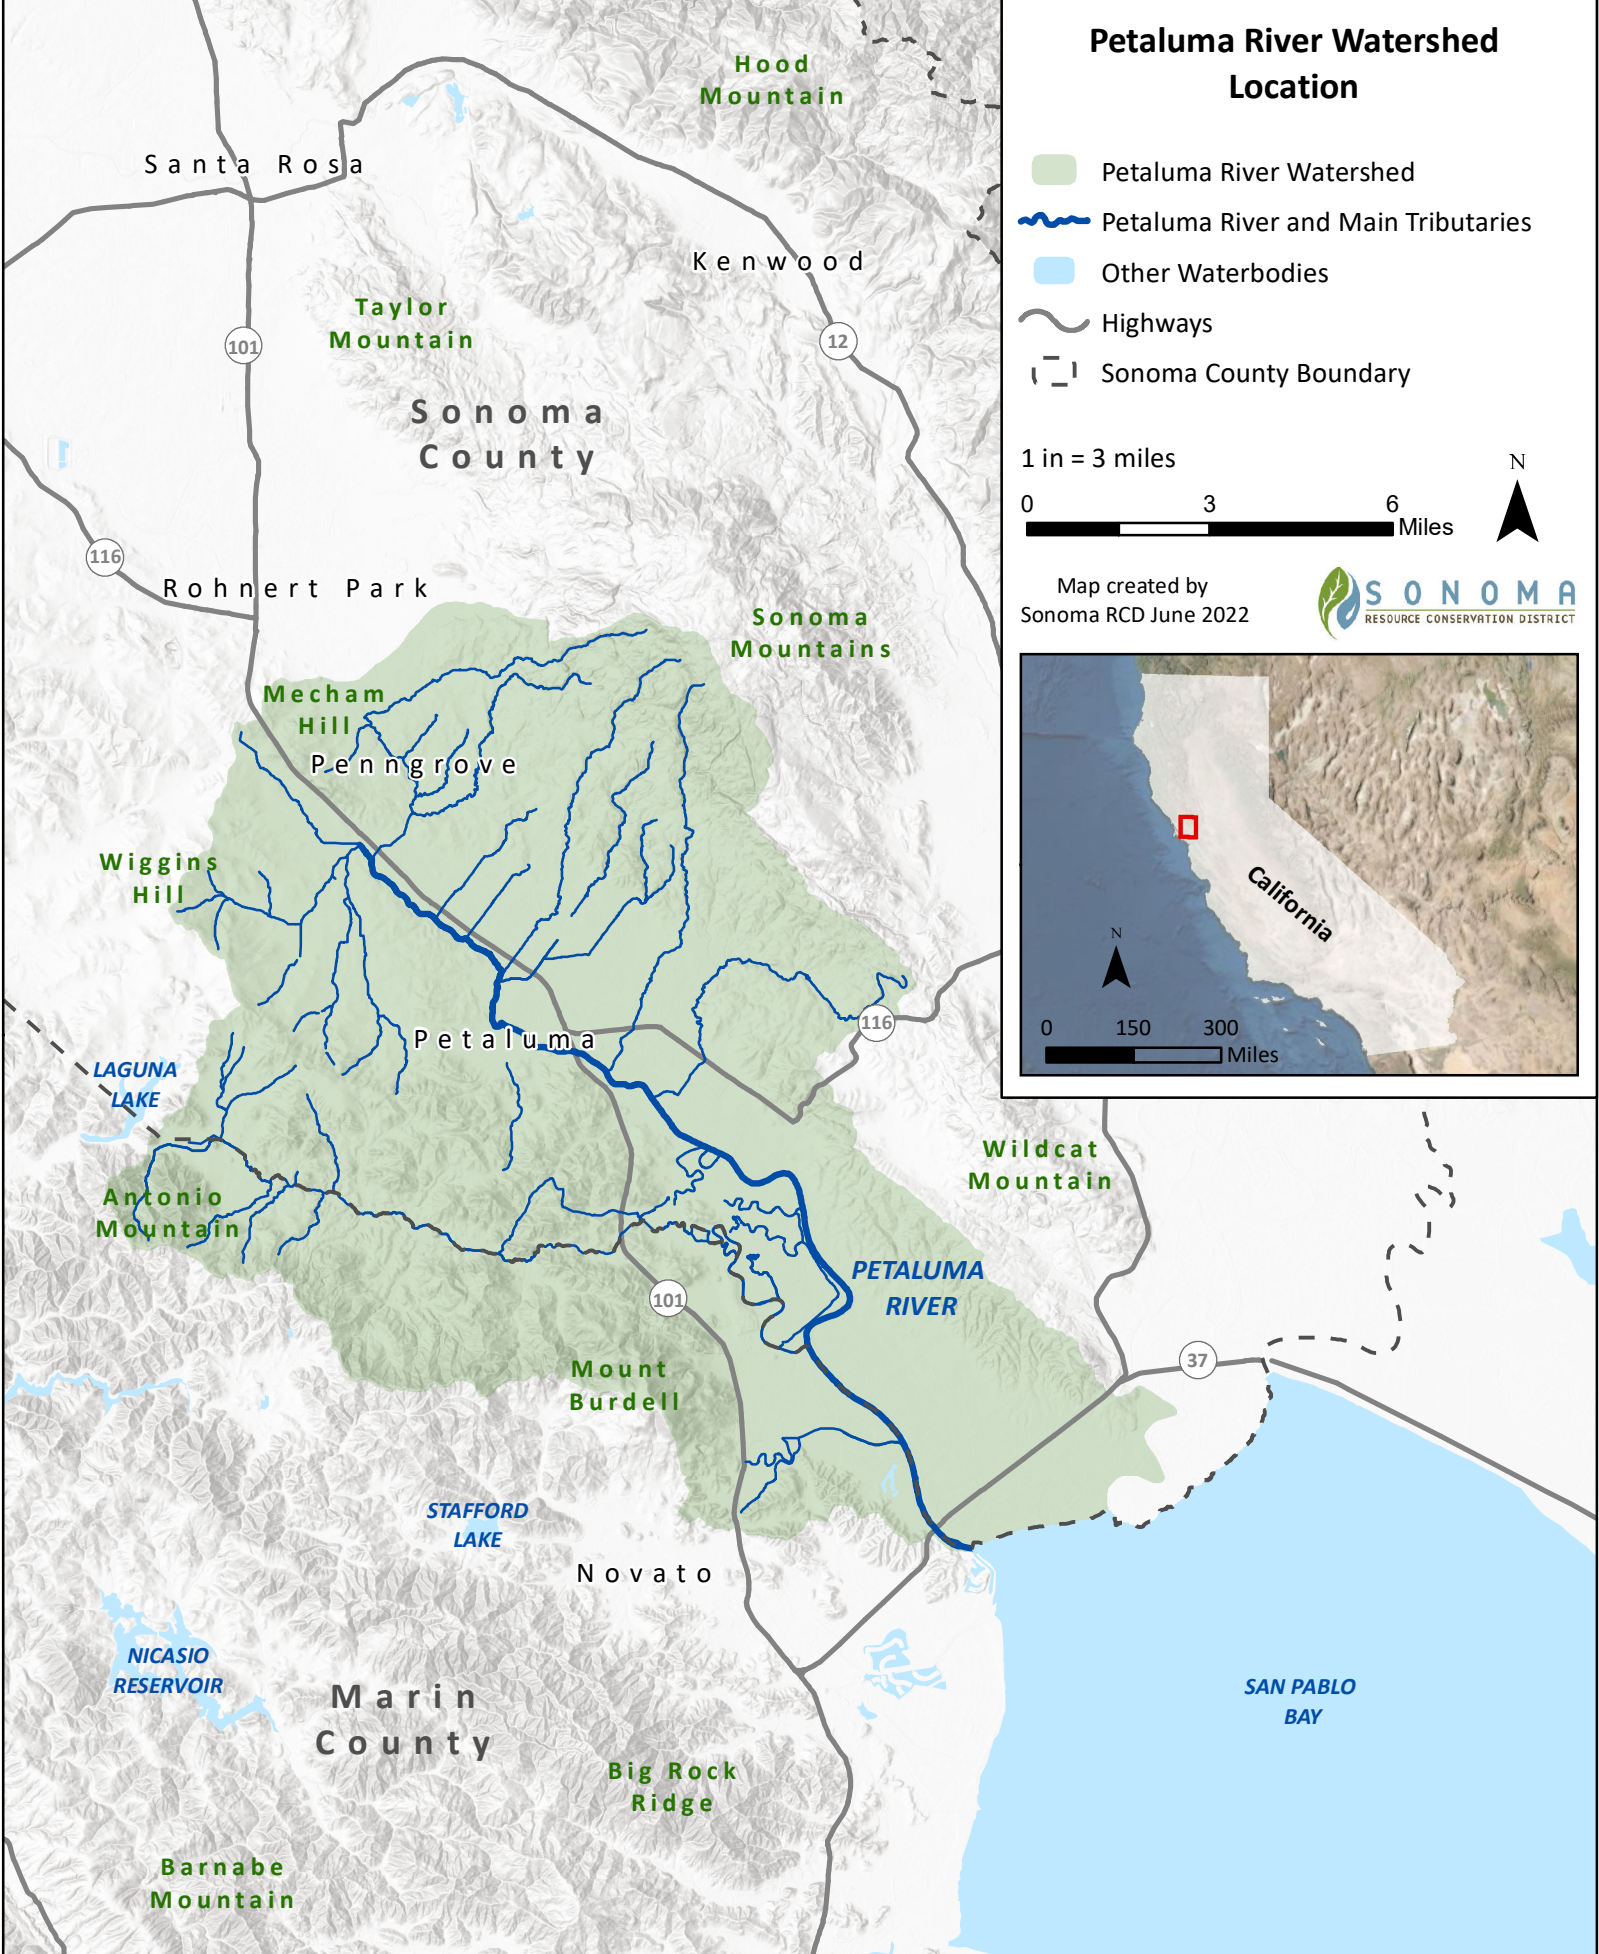 Petaluma River Watershed
Location
Petaluma River Watershed
Petaluma River and Main Tributaries
Other Waterbodies
Highways
Sonoma County Boundary
1 in = 3 miles
N
0 3 6
Miles
Map created by
Sonoma RCD June 2022
SONOMA
RESOURCE CONSERVATION DISTRICT
California
N
0 150 300
Miles
Hood
Mountain
Santa Rosa
Kenwood
Taylor
Mountain
101
12
Sonoma
County
116
Rohnert Park
Sonoma
Mountains
Mecham
Hill
Penngrove
Wiggins
Hill
116
Petaluma
LAGUNA
LAKE
Wildcat
Mountain
Antonio
Mountain
PETALUMA
RIVER
101
37
Mount
Burdell
STAFFORD
LAKE
Novato
NICASIO
RESERVOIR
Marin
County
SAN PABLO
BAY
Big Rock
Ridge
Barnabe
Mountain